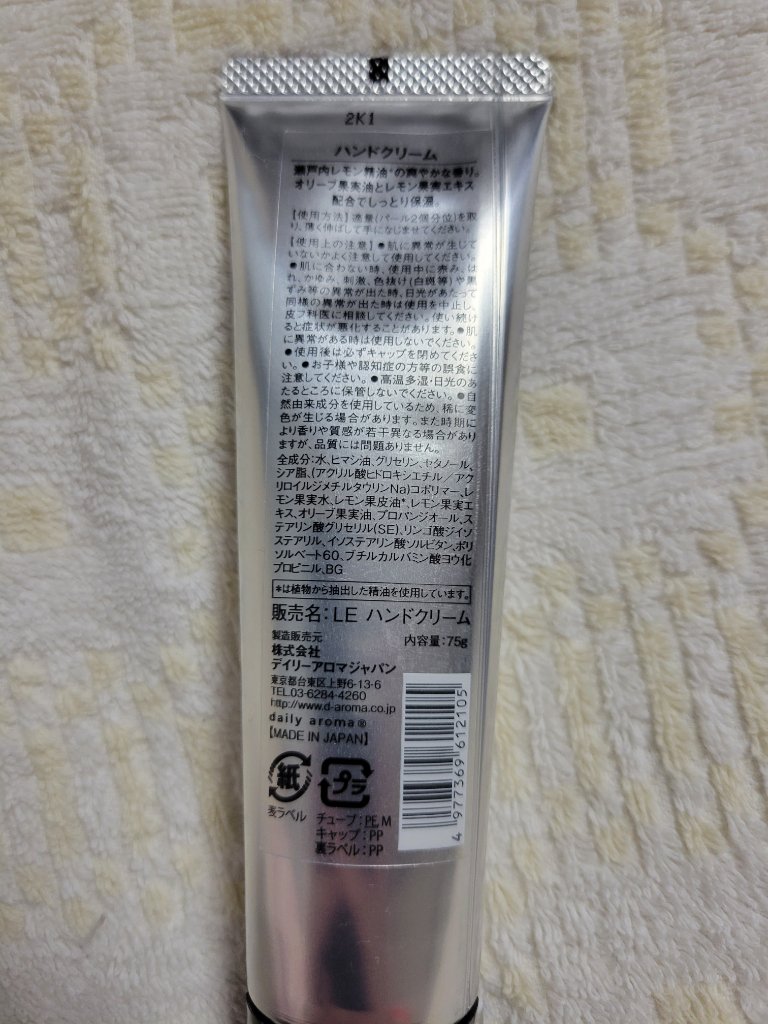 2K1
ハンドクリーム
瀬戸内レモン精油*の爽やかな香り。
オリーブ果実油とレモン果実エキス
配合でしっとり保湿。
【使用方法】適量(パール2個分位)を取
り、薄く伸ばして手になじませてください。
【使用上の注意】●肌に異常が生じて
いないかよく注意して使用してください。
●肌に合わない時、使用中に赤み、は
れ、かゆみ、刺激、色抜け(白斑等)や黒
ずみ等の異常が出た時、日光があたって
同様の異常が出た時は使用を中止し、
皮フ科医に相談してください。使い続け
ると症状が悪化することがあります。●肌
に異常がある時は使用しないでください。
●使用後は必ずキャップを閉めてくださ
い。●お子様や認知症の方等の誤食に
注意してください。●高温多湿・日光のあ
たるところに保管しないでください。●自
然由来成分を使用しているため、稀に変
色が生じる場合があります。また時期に
より香りや質感が若干異なる場合があり
ますが、品質には問題ありません。
全成分:水、ヒマシ油、グリセリン、ペンチレングリコール、
シア脂、(アクリル酸ヒドロキシエチル/アク
リロイルジメチルタウリンNa)コポリマー、レ
モン果実水、レモン果皮油*、レモン果実エ
キス、オリーブ果実油、プロパンジオール、ス
テアリン酸グリセリル(SE)、リンゴ酸ジイソ
ステアリル、イソステアリン酸ソルビタン、ポリ
ソルベート60、ブチルカルバミン酸ヨウ化
プロピニル、BG
*は植物から抽出した精油を使用しています。
販売名:LE ハンドクリーム
製造販売元
内容量:75g
株式会社
デイリーアロマジャパン
東京都台東区上野6-13-6
TEL.03-6284-4260
http://www.d-aroma.co.jp
daily aroma®
【MADE IN JAPAN】
紙
表ラベル
プラ
チューブ:PE,M
キャップ:PP
裏ラベル:PP
4 977369 612105